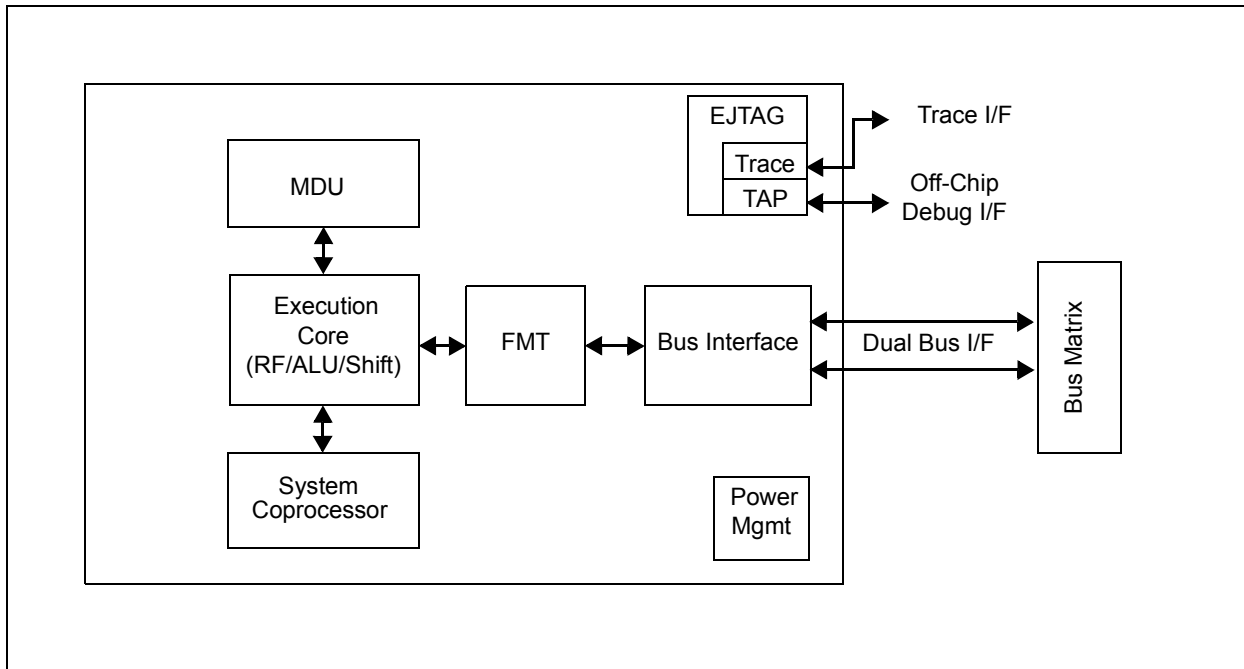 EJTAG
Trace
TAP
Trace I/F
Off-Chip
Debug I/F
MDU
Execution
Core
(RF/ALU/Shift)
FMT
Bus Interface
Dual Bus I/F
Bus Matrix
System
Coprocessor
Power
Mgmt